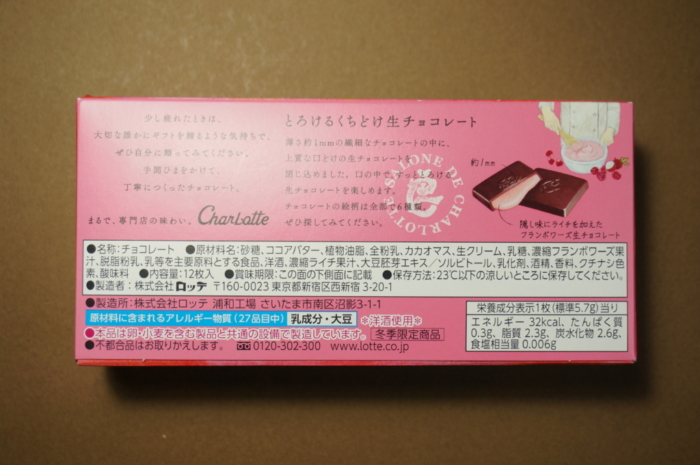 少し疲れたときは、
大切な誰かにギフトを贈るような気持ちで、
ぜひ自分に贈ってみてください。
手間ひまをかけて、
丁寧につくったチョコレート。
まるで、専門店の味わい。 Charlotte
とろけるくちどけ生チョコレート
薄さ約1mmの繊細なチョコレートの中に、
上質な口どけの生チョコレートを
閉じ込めました。口の中で、すっととろける
生チョコレートを楽しめます。
チョコレートの絵柄は全部で6種類。
ぜひ探してみてください。
SALONE DE CHARLOTTE
約1mm
隠し味にライチを加えた
フランボワーズ生チョコレート
●名称:チョコレート ●原材料名:砂糖、ココアバター、植物油脂、全粉乳、カカオマス、生クリーム、乳糖、濃縮フランボワーズ果
汁、脱脂粉乳、乳等を主要原料とする食品、洋酒、濃縮ライチ果汁、大豆胚芽エキス/ソルビトール、乳化剤、酒精、香料、クチナシ色
素、酸味料 ●内容量:12枚入 ●賞味期限:この面の下側面に記載 ●保存方法:23℃以下の涼しいところに保存してください。
●製造者:株式会社ロッテ 〒160-0023 東京都新宿区西新宿3-20-1
●製造所:株式会社ロッテ 浦和工場 さいたま市南区沼影3-1-1
原材料に含まれるアレルギー物質(27品目中) 乳成分・大豆 *洋酒使用*
●本品は卵・小麦を含む製品と共通の設備で製造しています。 冬季限定商品
●不都合品はお取りかえします。 0120-302-300 www.lotte.co.jp
栄養成分表示1枚(標準5.7g)当り
エネルギー 32kcal、たんぱく質
0.3g、脂質 2.3g、炭水化物 2.6g、
食塩相当量 0.006g